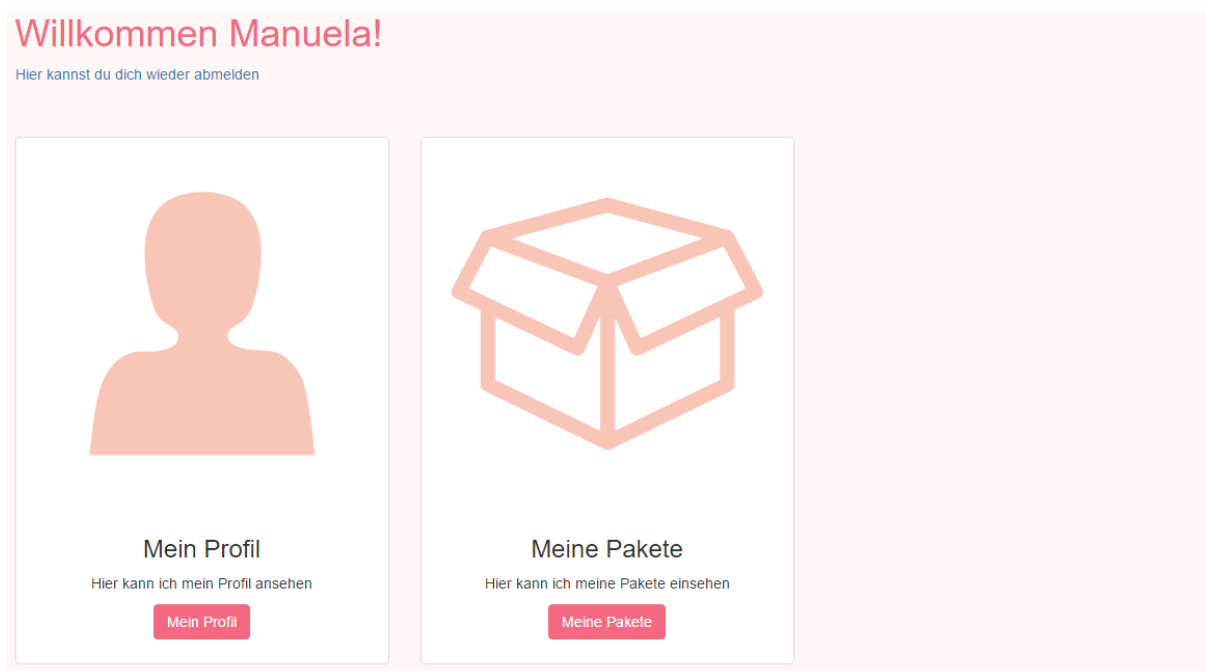 Willkommen Manuela!
Hier kannst du dich wieder abmelden
Mein Profil
Hier kann ich mein Profil ansehen
Mein Profil
Meine Pakete
Hier kann ich meine Pakete einsehen
Meine Pakete